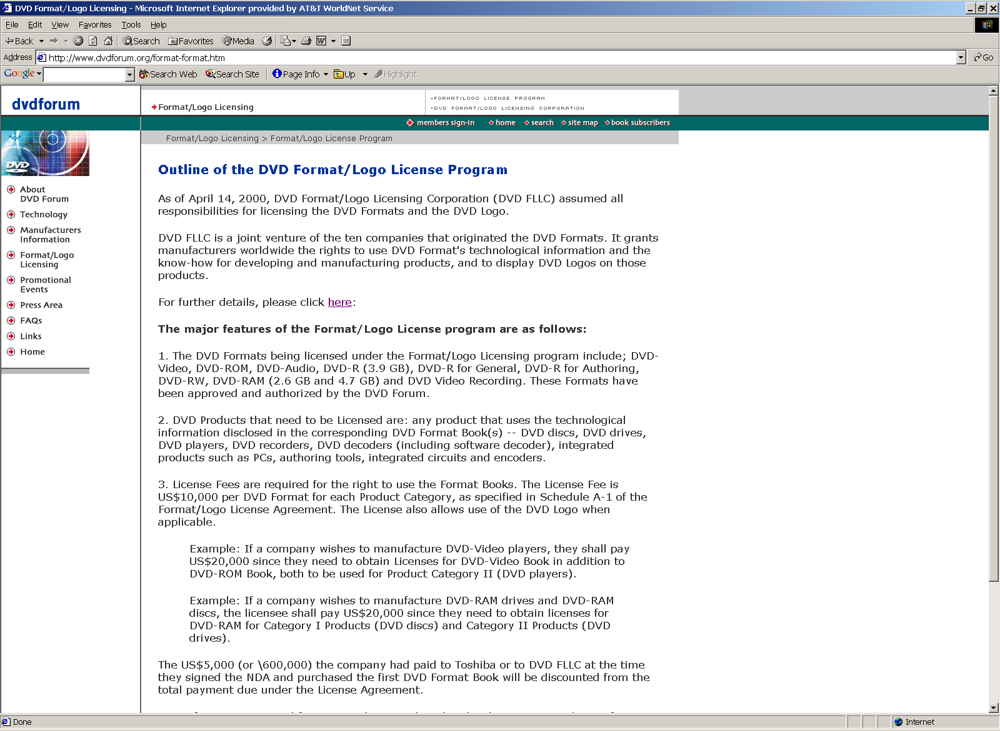 DVD Format/Logo Licensing - Microsoft Internet Explorer provided by AT&T WorldNet Service
File Edit View Favorites Tools Help
Back Search Favorites Media
Address http://www.dvdforum.org/format-format.htm Go
Google Search Web Search Site Page Info Up Highlight
dvdforum
Format/Logo Licensing
FORMAT/LOGO LICENSE PROGRAM
DVD FORMAT/LOGO LICENSING CORPORATION
members sign-in home search site map book subscribers
Format/Logo Licensing > Format/Logo License Program
DVD
About
DVD Forum
Technology
Manufacturers
Information
Format/Logo
Licensing
Promotional
Events
Press Area
FAQs
Links
Home
Outline of the DVD Format/Logo License Program
As of April 14, 2000, DVD Format/Logo Licensing Corporation (DVD FLLC) assumed all
responsibilities for licensing the DVD Formats and the DVD Logo.
DVD FLLC is a joint venture of the ten companies that originated the DVD Formats. It grants
manufacturers worldwide the rights to use DVD Format's technological information and the
know-how for developing and manufacturing products, and to display DVD Logos on those
products.
For further details, please click here:
The major features of the Format/Logo License program are as follows:
1. The DVD Formats being licensed under the Format/Logo Licensing program include; DVD-
Video, DVD-ROM, DVD-Audio, DVD-R (3.9 GB), DVD-R for General, DVD-R for Authoring,
DVD-RW, DVD-RAM (2.6 GB and 4.7 GB) and DVD Video Recording. These Formats have
been approved and authorized by the DVD Forum.
2. DVD Products that need to be Licensed are: any product that uses the technological
information disclosed in the corresponding DVD Format Book(s) -- DVD discs, DVD drives,
DVD players, DVD recorders, DVD decoders (including software decoder), integrated
products such as PCs, authoring tools, integrated circuits and encoders.
3. License Fees are required for the right to use the Format Books. The License Fee is
US$10,000 per DVD Format for each Product Category, as specified in Schedule A-1 of the
Format/Logo License Agreement. The License also allows use of the DVD Logo when
applicable.
Example: If a company wishes to manufacture DVD-Video players, they shall pay
US$20,000 since they need to obtain Licenses for DVD-Video Book in addition to
DVD-ROM Book, both to be used for Product Category II (DVD players).
Example: If a company wishes to manufacture DVD-RAM drives and DVD-RAM
discs, the licensee shall pay US$20,000 since they need to obtain licenses for
DVD-RAM for Category I Products (DVD discs) and Category II Products (DVD
drives).
The US$5,000 (or \600,000) the company had paid to Toshiba or to DVD FLLC at the time
they signed the NDA and purchased the first DVD Format Book will be discounted from the
total payment due under the License Agreement.
Done Internet